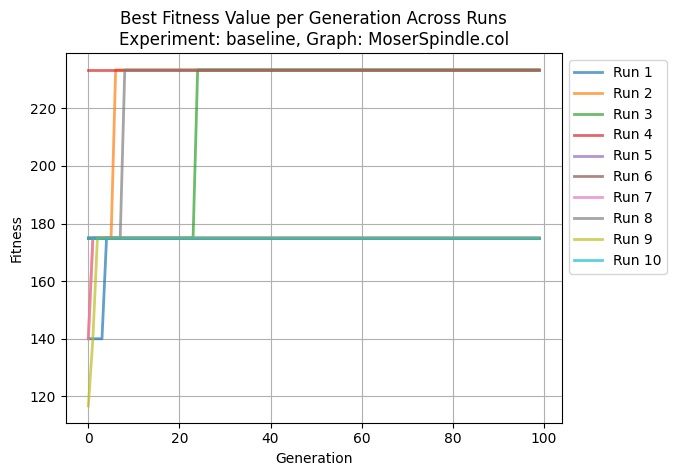 Best Fitness Value per Generation Across Runs
Experiment: baseline, Graph: MoserSpindle.col
Fitness
220
200
180
160
140
120
0 20 40 60 80 100
Generation
Run 1
Run 2
Run 3
Run 4
Run 5
Run 6
Run 7
Run 8
Run 9
Run 10